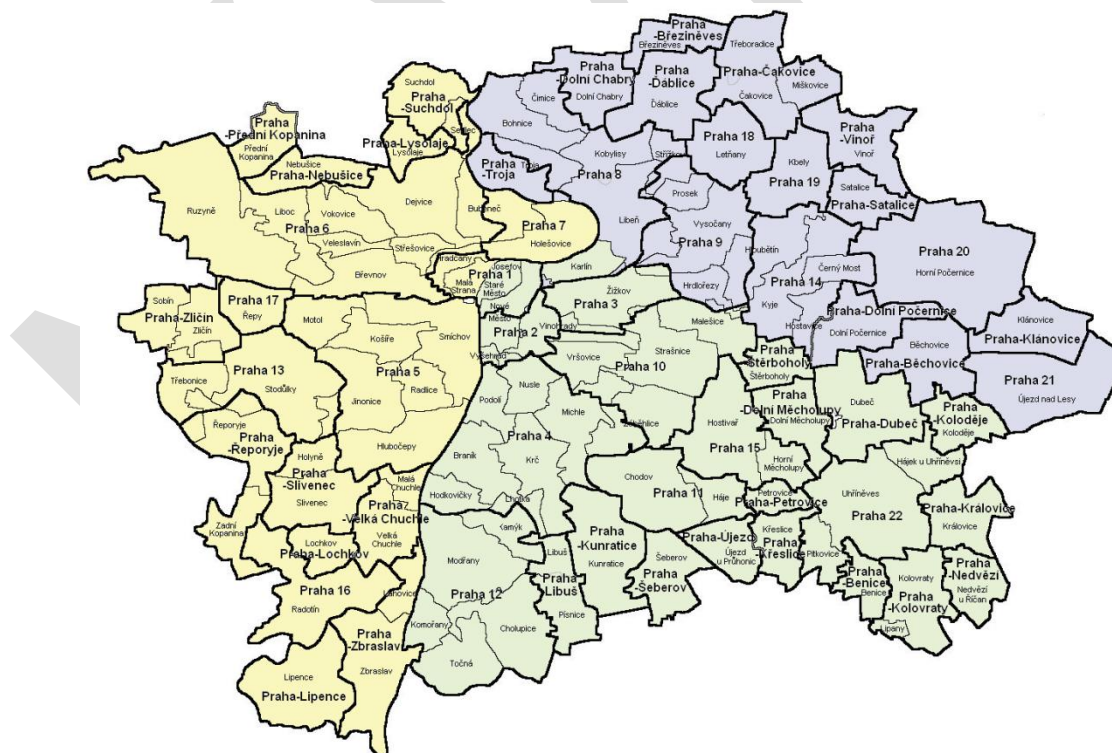 Praha
-Březiněves
Březiněves
Třeboradice
Praha
-Dolní Chabry
Dolní Chabry
Praha
-Ďáblice
Ďáblice
Praha-Čakovice
Čakovice
Miškovice
Suchdol
Praha
-Suchdol
Sedlec
Čimice
Bohnice
Praha
-Přední Kopanina
Přední
Kopanina
Praha-Lysolaje
Lysolaje
Praha 18
Letňany
Praha
-Vinoř
Vinoř
Kobylisy
Střížkov
Nebušice
Praha-Nebušice
Praha
-Troja
Troja
Praha 8
Kbely
Praha 19
Satalice
Praha-Satalice
Prosek
Ruzyně
Liboc
Vokovice
Dejvice
Bubeneč
Praha 7
Holešovice
Libeň
Vysočany
Praha 6
Veleslavín
Střešovice
Praha 9
Hloubětín
Praha 20
Horní Počernice
Břevnov
Hradčany
Praha 1
Josefov
Malá
Strana
Staré
Město
Nové
Město
Karlín
Hrdlořezy
Černý Most
Praha 14
Kyje
Hostavice
Sobín
Praha-Zličín
Zličín
Praha 17
Řepy
Motol
Košíře
Smíchov
Praha 2
Vinohrady
Vyšehrad
Praha 3
Žižkov
Malešice
Praha-Dolní Počernice
Dolní Počernice
Klánovice
Praha-Klánovice
Běchovice
Praha-Běchovice
Vršovice
Strašnice
Praha 10
Praha
-Štěrboholy
Štěrboholy
Praha 13
Třebonice
Stodůlky
Praha 5
Jinonice
Radlice
Praha 21
Újezd nad Lesy
Podolí
Nusle
Michle
Záběhlice
Praha
-Dolní Měcholupy
Dolní Měcholupy
Dubeč
Praha-Dubeč
Praha
-Koloděje
Koloděje
Řeporyje
Praha
-Řeporyje
Hlubočepy
Praha 4
Hostivař
Praha 15
Horní
Měcholupy
Braník
Krč
Holyně
Praha
-Slivenec
Slivenec
Malá
Chuchle
Hájek u Uhříněvsi
Chodov
Praha 11
Háje
Petrovice
Praha-Petrovice
Uhříněves
Praha 22
Praha-Královice
Královice
Hodkovičky
Lhotka
Praha
-Velká Chuchle
Velká
Chuchle
Zadní
Kopanina
Lochkov
Praha-Lochkov
Kamýk
Libuš
Praha
-Kunratice
Kunratice
Praha-Újezd
Újezd
u Průhonic
Křeslice
Praha
-Křeslice
Pitkovice
Modřany
Šeberov
Praha
-Šeberov
Praha
-Benice
Benice
Kolovraty
Praha
-Kolovraty
Praha
-Nedvězí
Nedvězí
u Říčan
Lipany
Praha 16
Radotín
Lahovice
Praha 12
Praha
-Libuš
Písnice
Komořany
Cholupice
Točná
Praha
-Zbraslav
Zbraslav
Lipence
Praha-Lipence